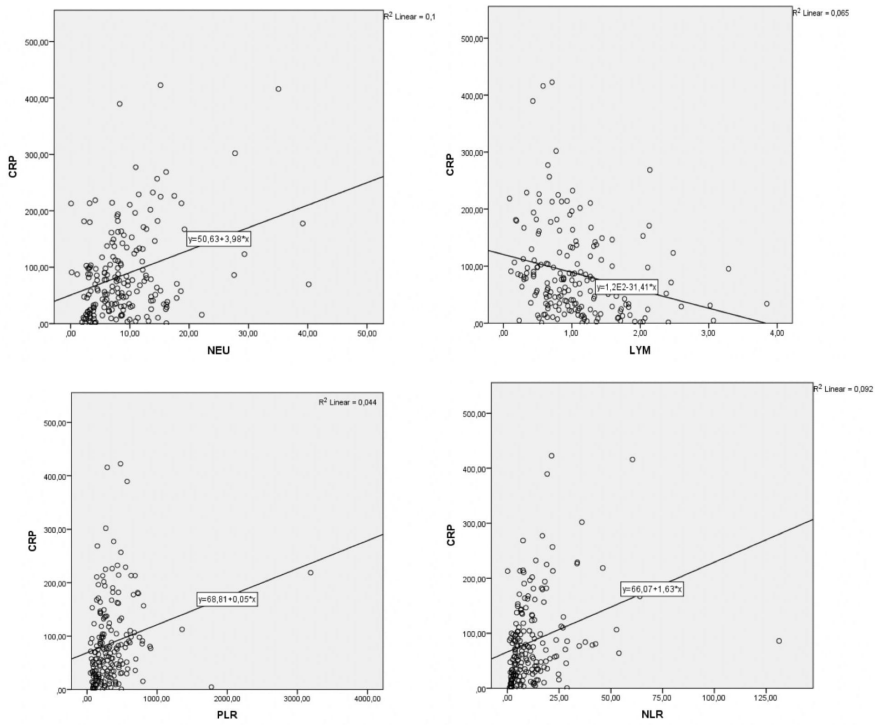 R² Linear = 0,1
500,00
400,00
300,00
200,00
100,00
,00
CRP
y=50,63+3,98*x
,00 10,00 20,00 30,00 40,00 50,00
NEU
R² Linear = 0,065
500,00
400,00
300,00
200,00
100,00
,00
CRP
y=1,2E2-31,41*x
,00 1,00 2,00 3,00 4,00
LYM
R² Linear = 0,044
500,00
400,00
300,00
200,00
100,00
,00
CRP
y=68,81+0,05*x
,00 1000,00 2000,00 3000,00 4000,00
PLR
R² Linear = 0,092
500,00
400,00
300,00
200,00
100,00
,00
CRP
y=66,07+1,63*x
,00 25,00 50,00 75,00 100,00 125,00
NLR